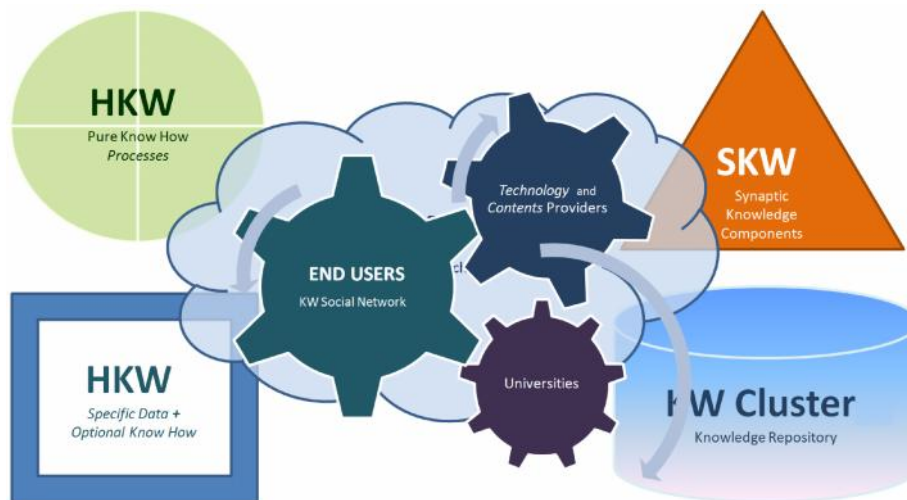 HKW
Pure Know How
Processes
Technology and
Contents Providers
SKW
Synaptic
Knowledge
Components
END USERS
KW Social Network
HKW
Specific Data +
Optional Know How
Universities
KW Cluster
Knowledge Repository